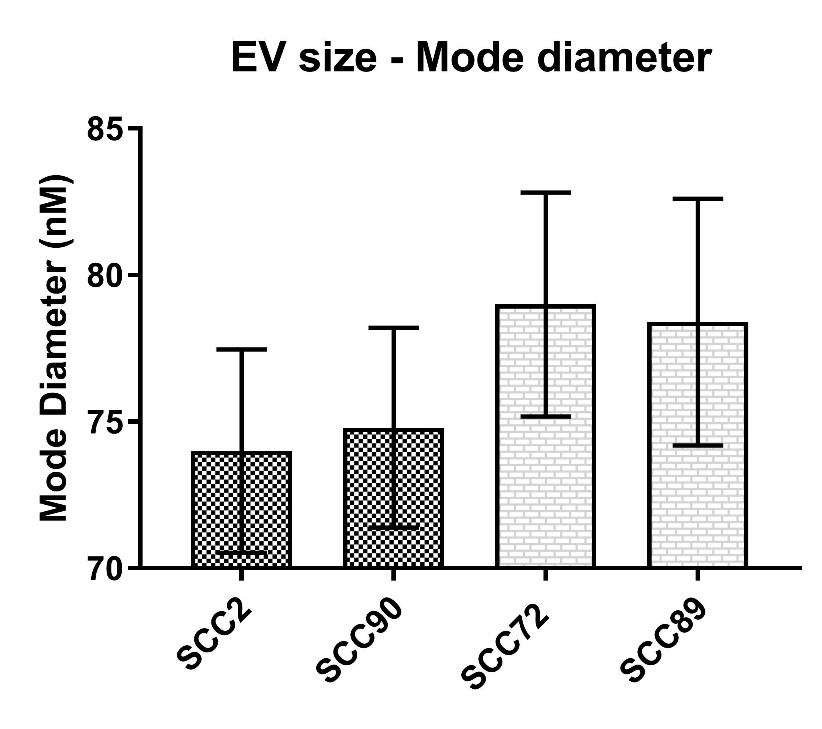 EV size - Mode diameter
Mode Diameter (nM)
85
80
75
70
SCC2
SCC90
SCC72
SCC89